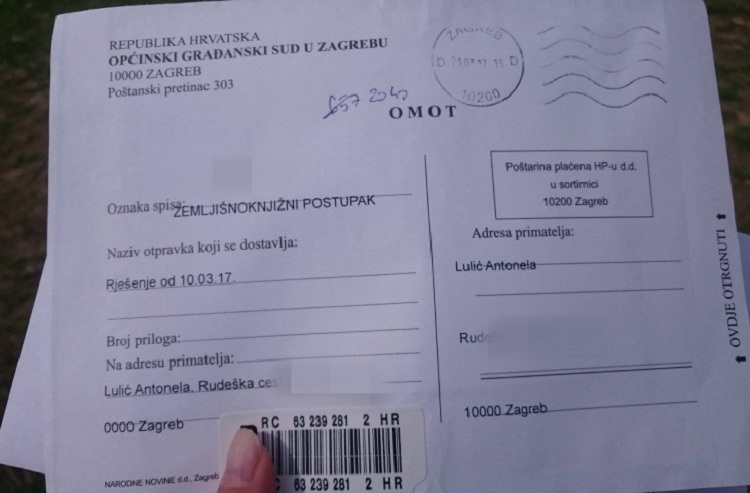 REPUBLIKA HRVATSKA
OPĆINSKI GRAĐANSKI SUD U ZAGREBU
10000 ZAGREB
Poštanski pretinac 303
ZAGREB
D D
10200
OMOT
Oznaka spisa:
ZEMLJIŠNOKNJIŽNI POSTUPAK
Naziv otpravka koji se dostavlja:
Rješenje od 10.03.17.
Broj priloga:
Na adresu primatelja:
Lulić Antonela, Rudeška ces
0000 Zagreb
NARODNE NOVINE d.d., Zagreb
Poštarina plaćena HP-u d.d.
u sortirnici
10200 Zagreb
Adresa primatelja:
Lulić Antonela
Rude
10000 Zagreb
OVDJE OTRGNUTI
RC 63 239 281 2 HR
C 63 239 281 2 HR